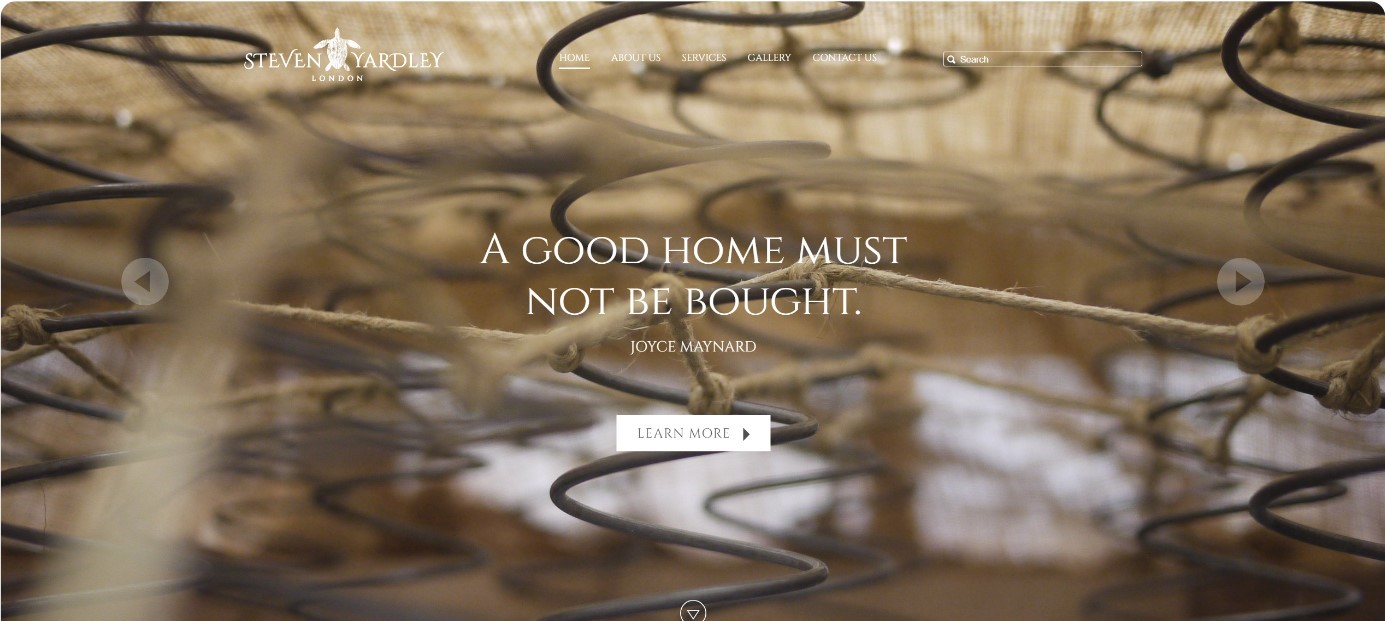 STEVEN YARDLEY
LONDON
HOME ABOUT US SERVICES GALLERY CONTACT US
Search
A GOOD HOME MUST
NOT BE BOUGHT.
JOYCE MAYNARD
LEARN MORE